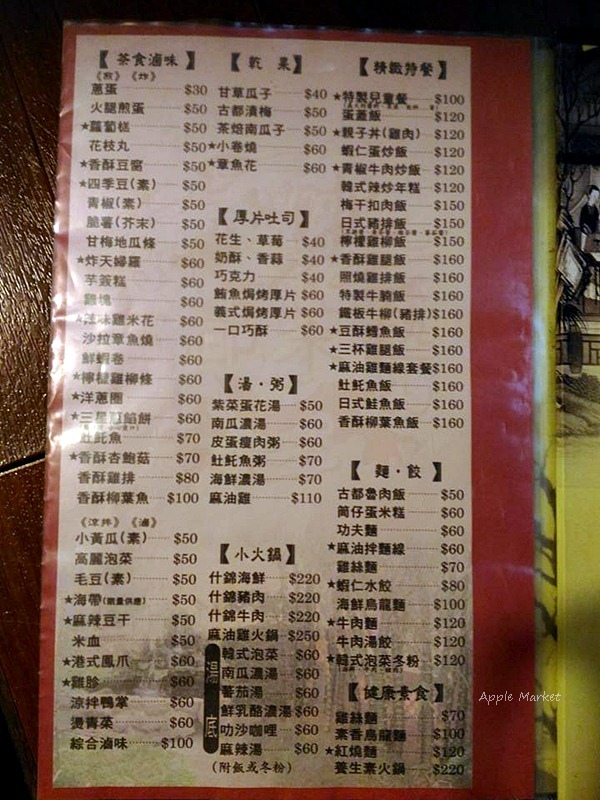 【茶食滷味】
《煎》《炸》
蔥蛋 $30
火腿煎蛋 $50
★蘿蔔糕 $50
花枝丸 $50
★香酥豆腐 $50
★四季豆(素) $50
青椒(素) $50
脆薯(芥末) $50
甘梅地瓜條 $50
★炸天婦羅 $60
芋簽糕 $60
雞塊 $60
★辣味雞米花 $60
沙拉章魚燒 $60
鮮蝦卷 $60
★檸檬雞柳條 $60
★洋蔥圈 $60
★三星蔥餡餅 $60
魠魚 $70
★香酥杏鮑菇 $70
香酥雞排 $80
香酥柳葉魚 $100
《涼拌》《滷》
小黃瓜(素) $50
高麗泡菜 $50
毛豆(素) $50
★海帶(限量供應) $50
★麻辣豆干 $50
米血 $50
★港式鳳爪 $60
★雞胗 $60
涼拌鴨掌 $60
燙青菜 $60
綜合滷味 $100
【乾 果】
甘草瓜子 $40
古都漬梅 $50
茶焙南瓜子 $50
★小卷燒 $60
★章魚花 $60
【厚片吐司】
花生、草莓 $40
奶酥、香蒜 $40
巧克力 $40
鮪魚焗烤厚片 $60
義式焗烤厚片 $60
一口巧酥 $60
【湯·粥】
紫菜蛋花湯 $50
南瓜濃湯 $60
皮蛋瘦肉粥 $60
魠魚粥 $70
海鮮濃湯 $70
麻油雞 $110
【小火鍋】
什錦海鮮 $220
什錦豬肉 $220
什錦牛肉 $220
麻油雞火鍋 $250
湯底
韓式泡菜 $60
南瓜濃湯 $60
蕃茄湯 $60
鮮乳酪濃湯 $60
叻沙咖哩 $60
麻辣湯 $60
(附飯或冬粉)
【精緻特餐】
★特製兒童餐 $100
蛋蓋飯 $120
★親子丼(雞肉) $120
蝦仁蛋炒飯 $120
★青椒牛肉炒飯 $120
韓式辣炒年糕 $120
梅干扣肉飯 $150
日式豬排飯 $150
檸檬雞柳飯 $150
★香酥雞腿飯 $160
照燒雞排飯 $160
特製牛腩飯 $160
鐵板牛柳(豬排) $160
★豆酥鱈魚飯 $160
★三杯雞腿飯 $160
★麻油雞麵線套餐 $160
魠魚飯 $160
日式鮭魚飯 $160
香酥柳葉魚飯 $160
【麵·餃】
古都魯肉飯 $50
筒仔蛋米糕 $60
功夫麵 $60
★麻油拌麵線 $60
雞絲麵 $70
★蝦仁水餃 $80
海鮮烏龍麵 $100
★牛肉麵 $120
牛肉湯餃 $120
★韓式泡菜冬粉 $120
【健康素食】
雞絲麵 $70
素香烏龍麵 $100
★紅燒麵 $120
養生素火鍋 $220
Apple Market